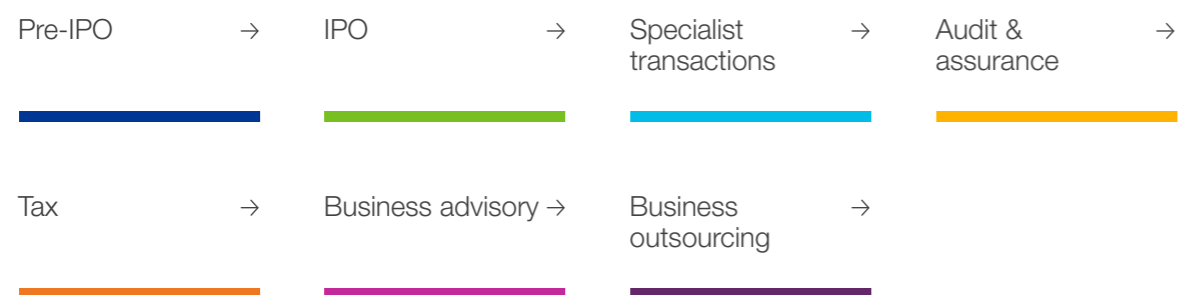 Pre-IPO →
IPO →
Specialist →
transactions
Audit & →
assurance
Tax →
Business advisory →
Business →
outsourcing